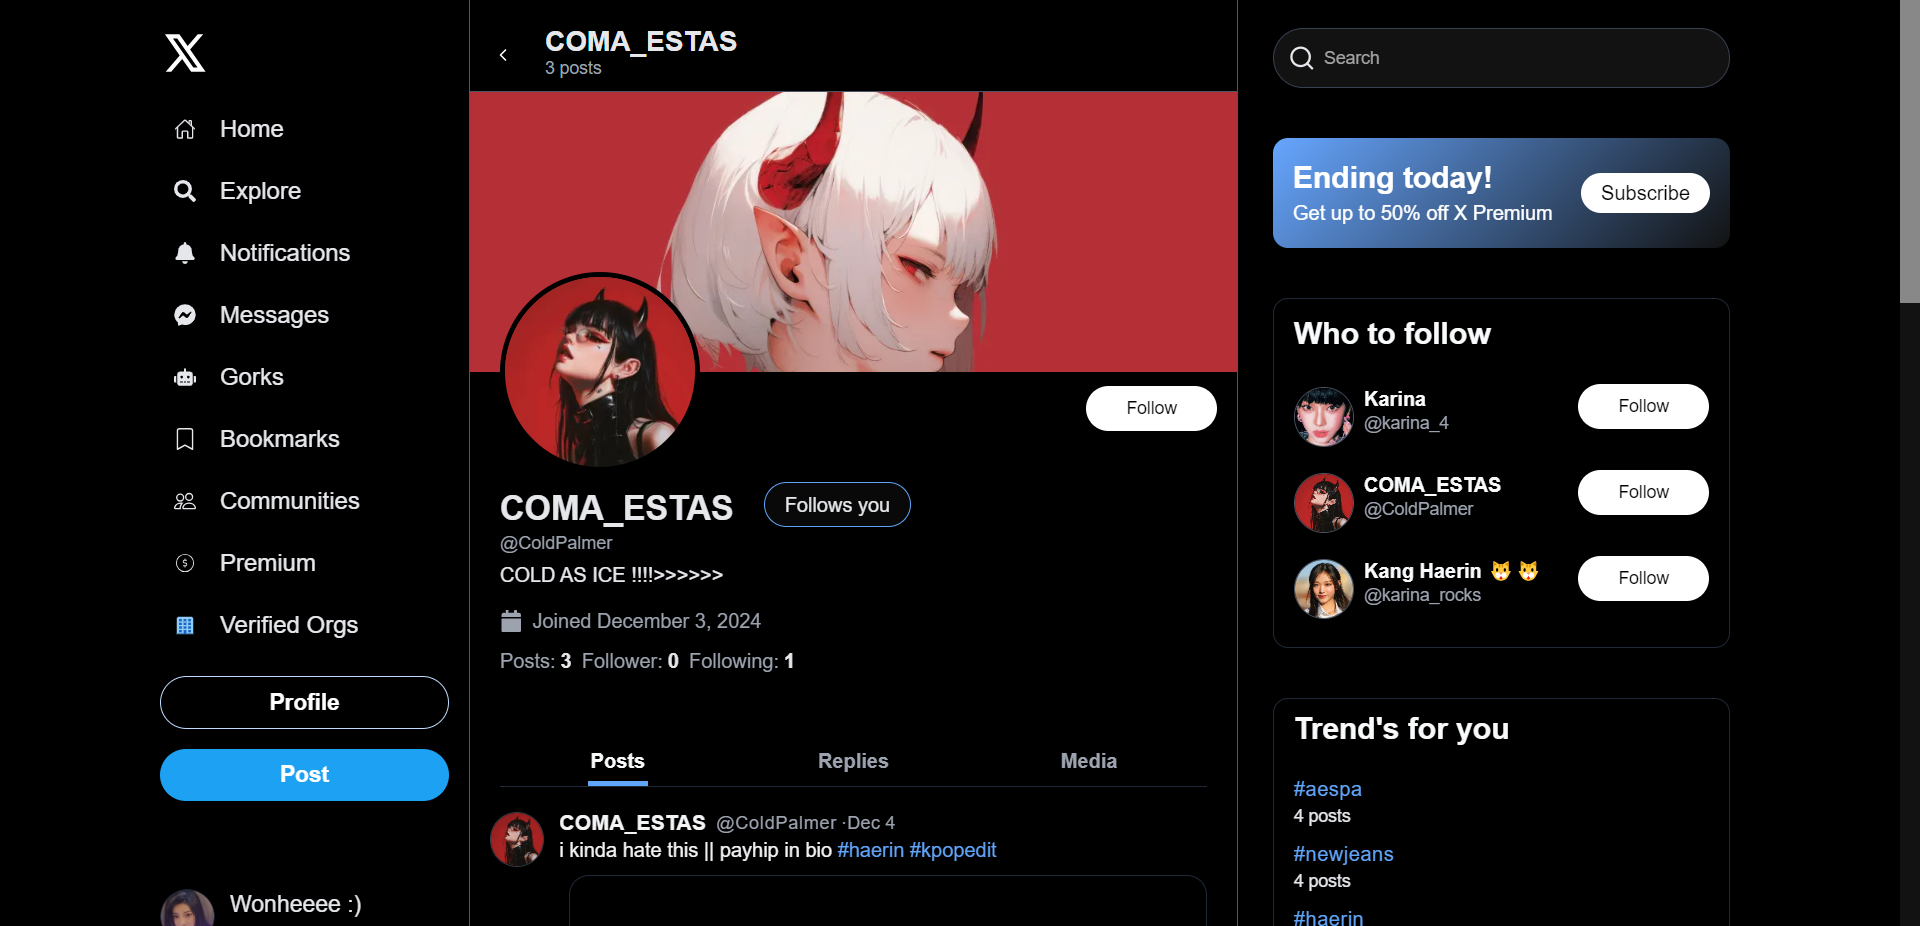 Home
Explore
Notifications
Messages
Gorks
Bookmarks
Communities
Premium
Verified Orgs
Profile
Post
Wonheeee :)
COMA_ESTAS
3 posts
Follow
COMA_ESTAS
Follows you
@ColdPalmer
COLD AS ICE !!!!>>>>>>
Joined December 3, 2024
Posts: 3 Follower: 0 Following: 1
Posts Replies Media
COMA_ESTAS @ColdPalmer ·Dec 4
i kinda hate this || payhip in bio #haerin #kpopedit
Search
Ending today!
Get up to 50% off X Premium
Subscribe
Who to follow
Karina
@karina_4
Follow
COMA_ESTAS
@ColdPalmer
Follow
Kang Haerin 🐱 🐱
@karina_rocks
Follow
Trend's for you
#aespa
4 posts
#newjeans
4 posts
#haerin